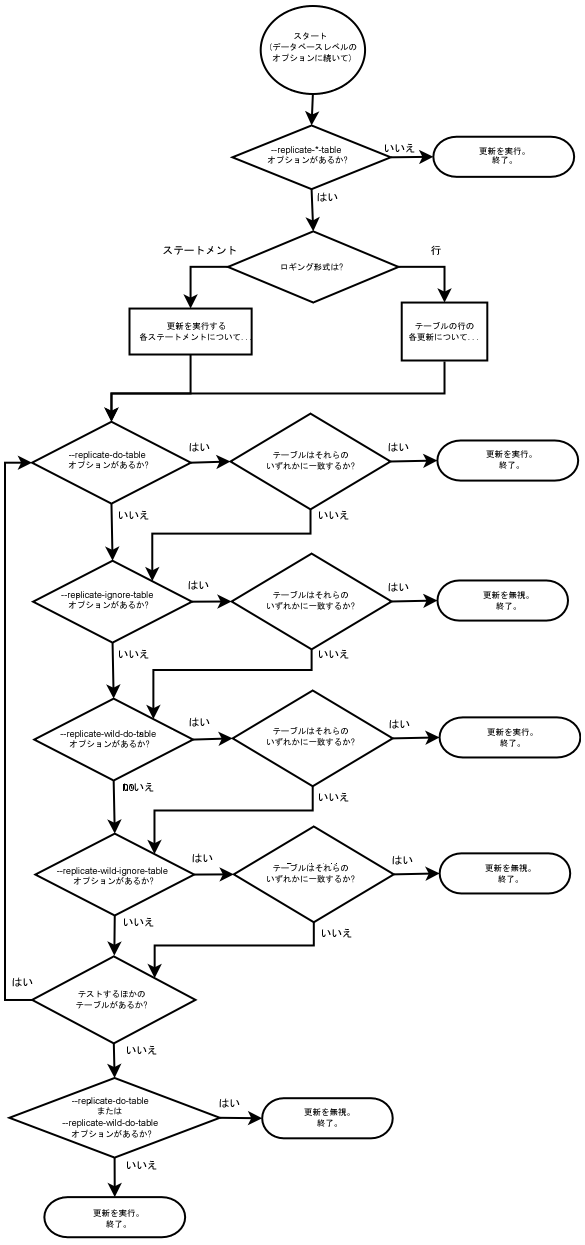 スタート
(データベースレベルの
オプションに続いて)
--replicate-*-table
オプションがあるか?
いいえ
更新を実行。
終了。
はい
ステートメント
ロギング形式は?
行
更新を実行する
各ステートメントについて...
テーブルの行の
各更新について...
--replicate-do-table
オプションがあるか?
はい
テーブルはそれらの
いずれかに一致するか?
はい
更新を実行。
終了。
いいえ
いいえ
--replicate-ignore-table
オプションがあるか?
はい
テーブルはそれらの
いずれかに一致するか?
はい
更新を無視。
終了。
いいえ
いいえ
--replicate-wild-do-table
オプションがあるか?
はい
テーブルはそれらの
いずれかに一致するか?
はい
更新を実行。
終了。
いいえ
いいえ
--replicate-wild-ignore-table
オプションがあるか?
はい
テーブルはそれらの
いずれかに一致するか?
はい
更新を無視。
終了。
いいえ
いいえ
はい
テストするほかの
テーブルがあるか?
いいえ
--replicate-do-table
または
--replicate-wild-do-table
オプションがあるか?
はい
更新を無視。
終了。
いいえ
更新を実行。
終了。